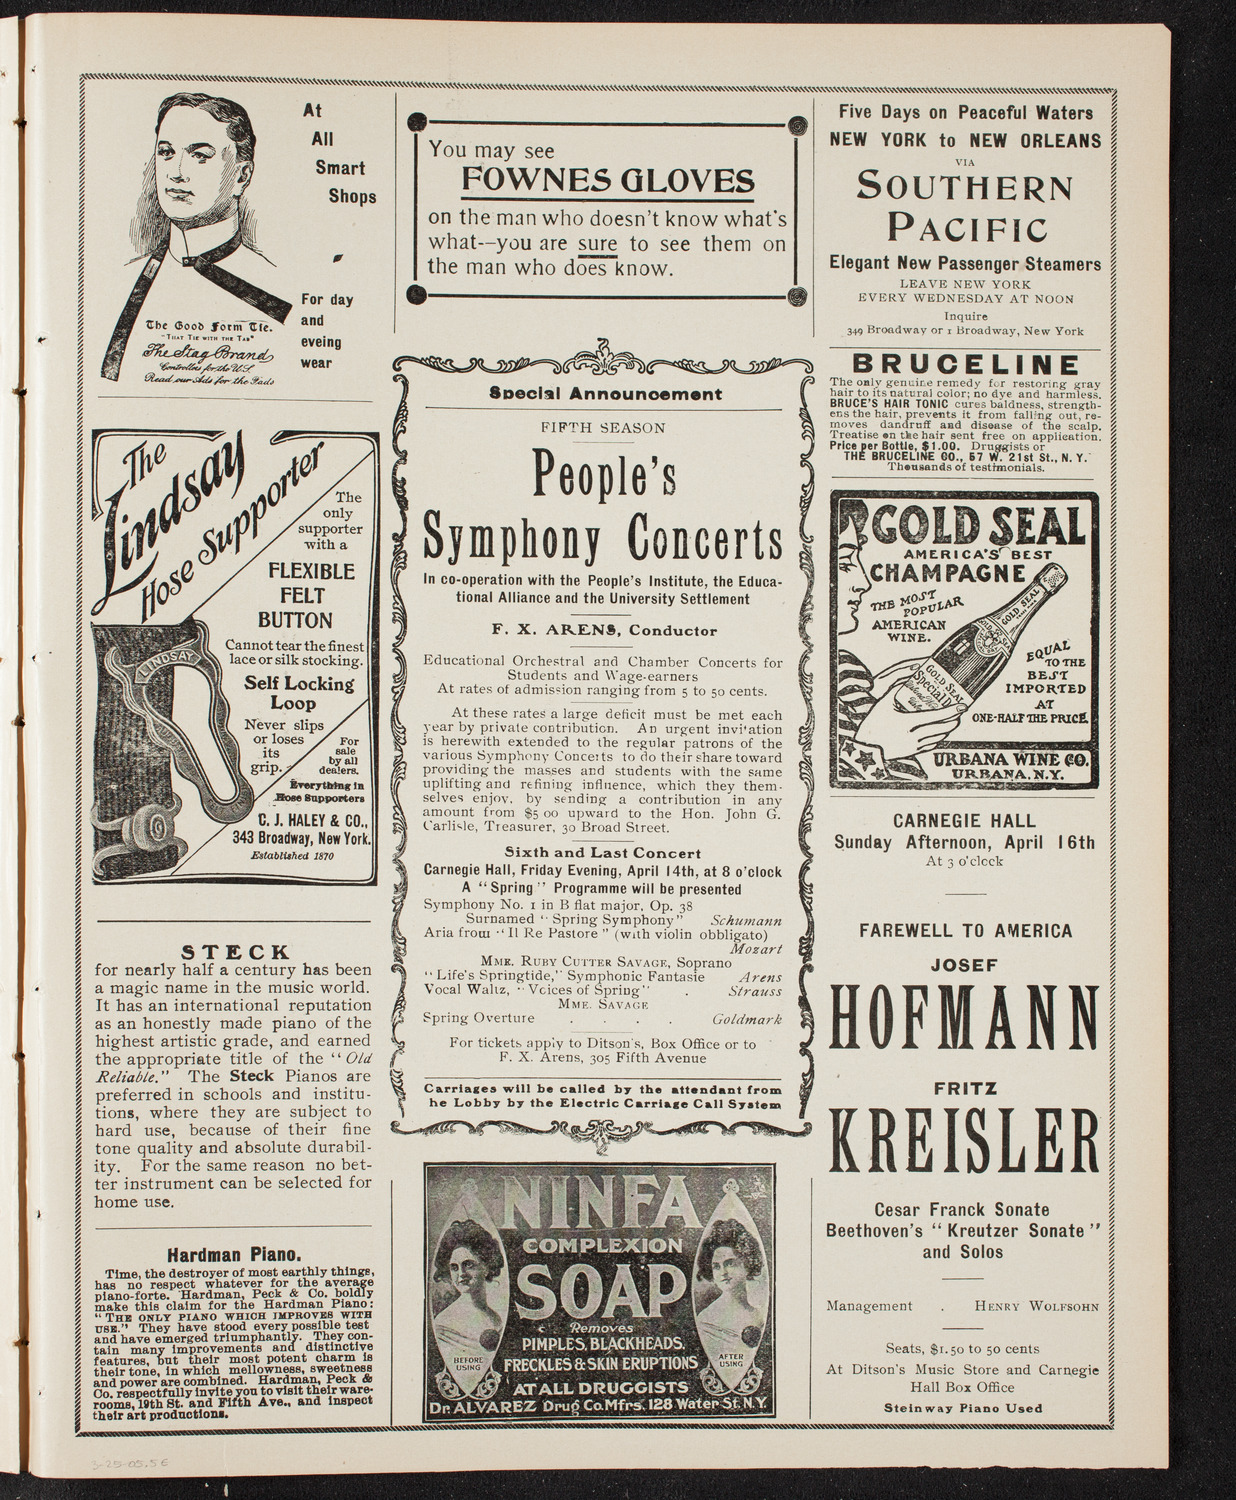 At
All
Smart
Shops
For day
and
eveing
wear
The Good Form Tie.
"THAT TIE WITH THE TAB"
The Stag Brand
Controllers for the U.S.
Read our Ads for the Fads
The
Lindsay
Hose Supporter
The
only
supporter
with a
FLEXIBLE
FELT
BUTTON
Cannot tear the finest
lace or silk stocking.
Self Locking
Loop
Never slips
or loses
its
grip.
For
sale
by all
dealers.
Everything in
Hose Supporters
C. J. HALEY & CO.,
343 Broadway, New York.
Established 1870
LINDSAY
STECK
for nearly half a century has been
a magic name in the music world.
It has an international reputation
as an honestly made piano of the
highest artistic grade, and earned
the appropriate title of the "Old
Reliable." The Steck Pianos are
preferred in schools and institu-
tions, where they are subject to
hard use, because of their fine
tone quality and absolute durabil-
ity. For the same reason no bet-
ter instrument can be selected for
home use.
Hardman Piano.
Time, the destroyer of most earthly things,
has no respect whatever for the average
piano-forte. Hardman, Peck & Co. boldly
make this claim for the Hardman Piano:
"THE ONLY PIANO WHICH IMPROVES WITH
USE." They have stood every possible test
and have emerged triumphantly. They con-
tain many improvements and distinctive
features, but their most potent charm is
their tone, in which mellowness, sweetness
and power are combined. Hardman, Peck &
Co. respectfully invite you to visit their ware-
rooms, 19th St. and Fifth Ave., and inspect
their art productions.
You may see
FOWNES GLOVES
on the man who doesn't know what's
what--you are sure to see them on
the man who does know.
Special Announcement
FIFTH SEASON
People's
Symphony Concerts
In co-operation with the People's Institute, the Educa-
tional Alliance and the University Settlement
F. X. ARENS, Conductor
Educational Orchestral and Chamber Concerts for
Students and Wage-earners
At rates of admission ranging from 5 to 50 cents.
At these rates a large deficit must be met each
year by private contribution. An urgent invitation
is herewith extended to the regular patrons of the
various Symphony Concerts to do their share toward
providing the masses and students with the same
uplifting and refining influence, which they them-
selves enjoy, by sending a contribution in any
amount from $5 00 upward to the Hon. John G.
Carlisle, Treasurer, 30 Broad Street.
Sixth and Last Concert
Carnegie Hall, Friday Evening, April 14th, at 8 o'clock
A "Spring" Programme will be presented
Symphony No. 1 in B flat major, Op. 38
Surnamed "Spring Symphony" Schumann
Aria from "Il Re Pastore" (with violin obbligato)
Mozart
MME. RUBY CUTTER SAVAGE, Soprano
"Life's Springtide," Symphonic Fantasie Arens
Vocal Waltz, "Voices of Spring" . Strauss
MME. SAVAGE
Spring Overture . . . . Goldmark
For tickets apply to Ditson's, Box Office or to
F. X. Arens, 305 Fifth Avenue
Carriages will be called by the attendant from
he Lobby by the Electric Carriage Call System
NINFA
COMPLEXION
SOAP
Removes
PIMPLES, BLACKHEADS,
FRECKLES & SKIN ERUPTIONS
AT ALL DRUGGISTS
Dr. ALVAREZ Drug Co. Mfrs. 128 Water St. N.Y.
BEFORE
USING
AFTER
USING
Five Days on Peaceful Waters
NEW YORK to NEW ORLEANS
VIA
SOUTHERN
PACIFIC
Elegant New Passenger Steamers
LEAVE NEW YORK
EVERY WEDNESDAY AT NOON
Inquire
349 Broadway or 1 Broadway, New York
BRUCELINE
The only genuine remedy for restoring gray
hair to its natural color; no dye and harmless.
BRUCE'S HAIR TONIC cures baldness, strength-
ens the hair, prevents it from falling out, re-
moves dandruff and disease of the scalp.
Treatise on the hair sent free on application.
Price per Bottle, $1.00. Druggists or
THE BRUCELINE CO., 57 W. 21st St., N. Y.
Thousands of testimonials.
GOLD SEAL
AMERICA'S BEST
CHAMPAGNE
THE MOST
POPULAR
AMERICAN
WINE.
GOLD SEAL
GOLD SEAL
Special
EQUAL
TO THE
BEST
IMPORTED
AT
ONE-HALF THE PRICE
URBANA WINE CO.
URBANA, N.Y.
CARNEGIE HALL
Sunday Afternoon, April 16th
At 3 o'clock
FAREWELL TO AMERICA
JOSEF
HOFMANN
FRITZ
KREISLER
Cesar Franck Sonate
Beethoven's "Kreutzer Sonate"
and Solos
Management . HENRY WOLFSOHN
Seats, $1.50 to 50 cents
At Ditson's Music Store and Carnegie
Hall Box Office
Steinway Piano Used
3-25-05.5E